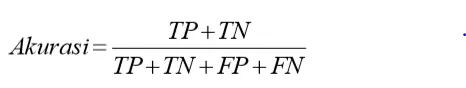 Akurasi = TP+TN / TP+TN+FP+FN .